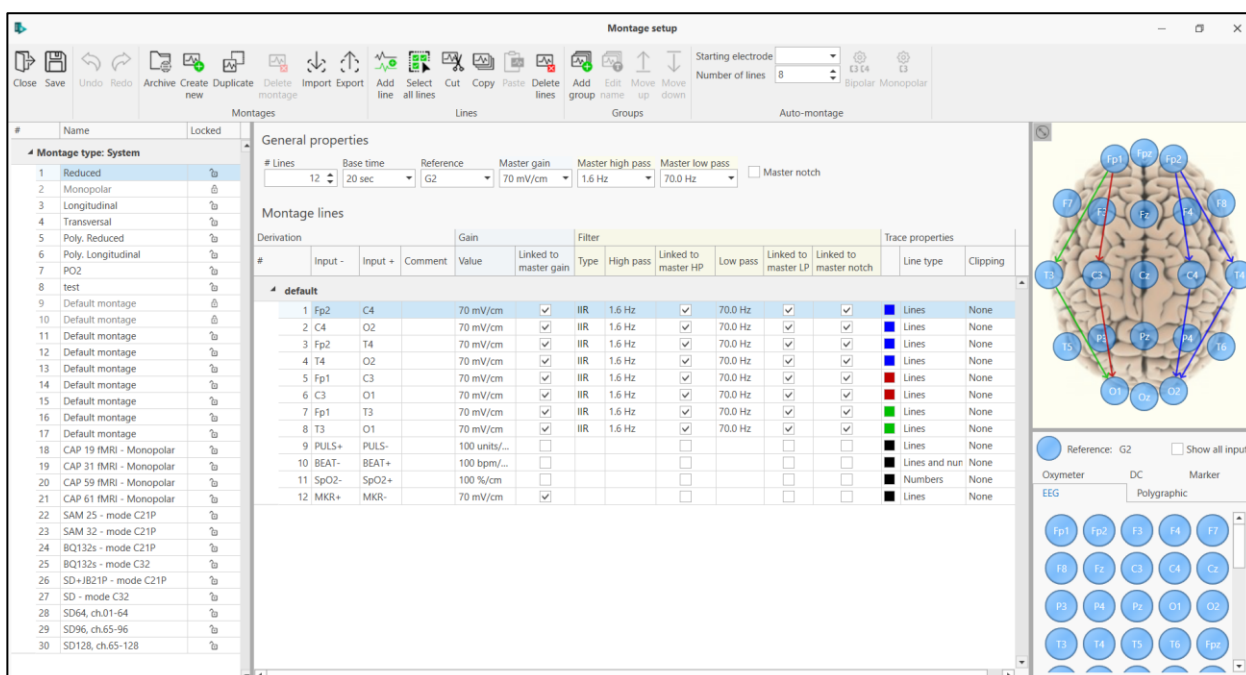 Montage setup
Close Save Undo Redo Archive Create new Duplicate Delete montage Import Export Add line Select all lines Cut Copy Paste Delete lines Add group Edit name Move up Move down
Starting electrode
Number of lines 8
Bipolar Monopolar
Montages Lines Groups Auto-montage
# Name Locked
Montage type: System
1 Reduced
2 Monopolar
3 Longitudinal
4 Transversal
5 Poly. Reduced
6 Poly. Longitudinal
7 PO2
8 test
9 Default montage
10 Default montage
11 Default montage
12 Default montage
13 Default montage
14 Default montage
15 Default montage
16 Default montage
17 Default montage
18 CAP 19 fMRI - Monopolar
19 CAP 31 fMRI - Monopolar
20 CAP 59 fMRI - Monopolar
21 CAP 61 fMRI - Monopolar
22 SAM 25 - mode C21P
23 SAM 32 - mode C21P
24 BQ132s - mode C21P
25 BQ132s - mode C32
26 SD+JB21P - mode C21P
27 SD - mode C32
28 SD64, ch.01-64
29 SD96, ch.65-96
30 SD128, ch.65-128
General properties
# Lines Base time Reference Master gain Master high pass Master low pass
12 20 sec G2 70 mV/cm 1.6 Hz 70.0 Hz Master notch
Montage lines
Derivation Gain Filter Trace properties
# Input - Input + Comment Value Linked to master gain Type High pass Linked to master HP Low pass Linked to master LP Linked to master notch Line type Clipping
default
1 Fp2 C4 70 mV/cm IIR 1.6 Hz 70.0 Hz Lines None
2 C4 O2 70 mV/cm IIR 1.6 Hz 70.0 Hz Lines None
3 Fp2 T4 70 mV/cm IIR 1.6 Hz 70.0 Hz Lines None
4 T4 O2 70 mV/cm IIR 1.6 Hz 70.0 Hz Lines None
5 Fp1 C3 70 mV/cm IIR 1.6 Hz 70.0 Hz Lines None
6 C3 O1 70 mV/cm IIR 1.6 Hz 70.0 Hz Lines None
7 Fp1 T3 70 mV/cm IIR 1.6 Hz 70.0 Hz Lines None
8 T3 O1 70 mV/cm IIR 1.6 Hz 70.0 Hz Lines None
9 PULS+ PULS- 100 units/... Lines None
10 BEAT- BEAT+ 100 bpm/... Lines and nun None
11 SpO2- SpO2+ 100 %/cm Numbers None
12 MKR+ MKR- 70 mV/cm Lines None
Fp1 Fpz Fp2
F7 F3 Fz F4 F8
T3 C3 Cz C4 T4
T5 P3 Pz P4 T6
O1 Oz O2
Reference: G2 Show all input
Oxymeter DC Marker
EEG Polygraphic
Fp1 Fp2 F3 F4 F7
F8 Fz C3 C4 Cz
P3 P4 Pz O1 O2
T3 T4 T5 T6 Fpz